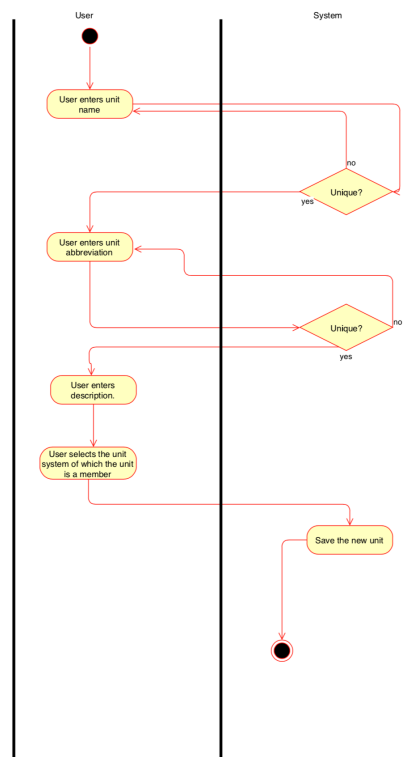 User
System
User enters unit
name
no
Unique?
yes
User enters unit
abbreviation
no
Unique?
yes
User enters
description.
User selects the unit
system of which the unit
is a member
Save the new unit